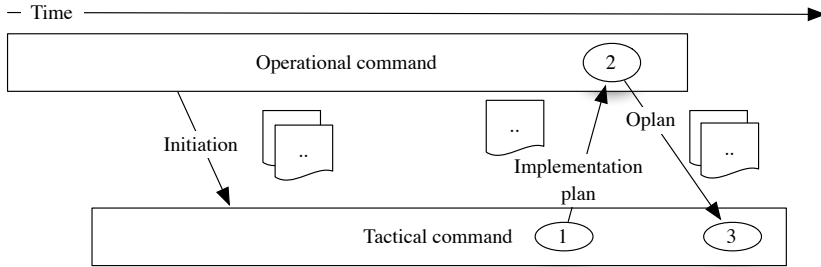 Time
Operational command
2
..
..
Oplan
Initiation
..
Implementation
plan
Tactical command
1
3